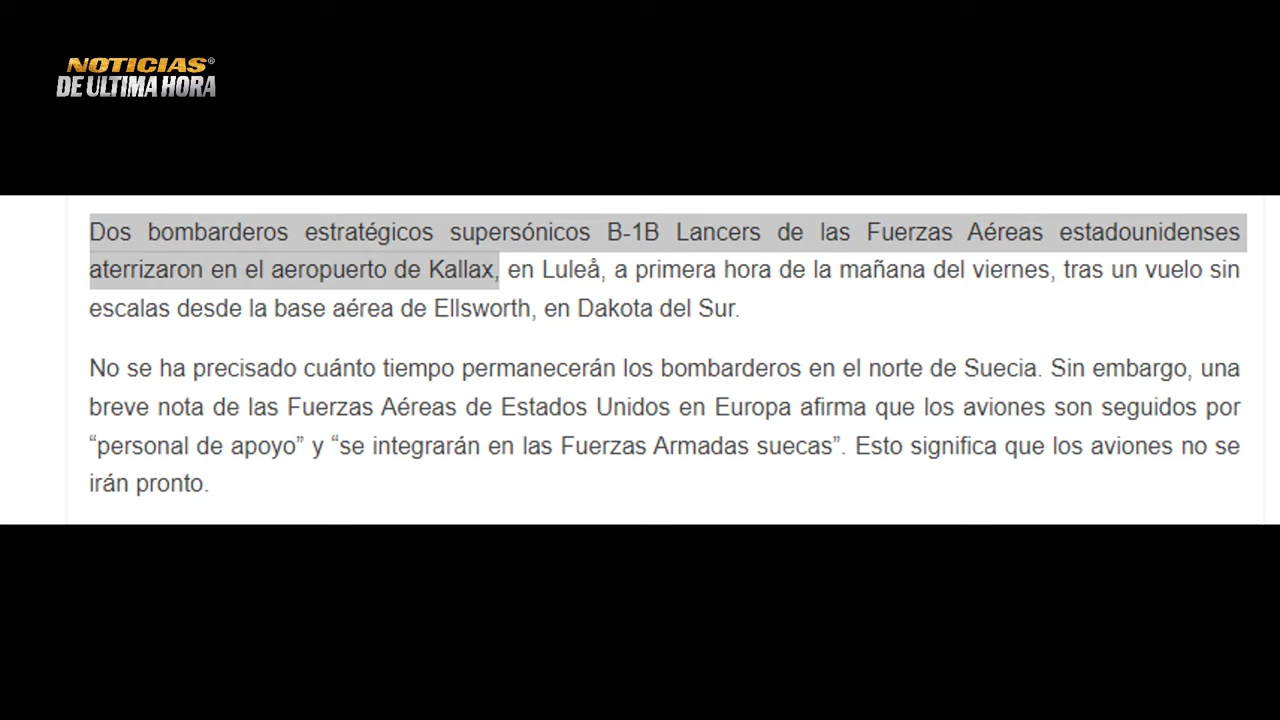 NOTICIAS®
DE ULTIMA HORA
Dos bombarderos estratégicos supersónicos B-1B Lancers de las Fuerzas Aéreas estadounidenses
aterrizaron en el aeropuerto de Kallax, en Luleå, a primera hora de la mañana del viernes, tras un vuelo sin
escalas desde la base aérea de Ellsworth, en Dakota del Sur.
No se ha precisado cuánto tiempo permanecerán los bombarderos en el norte de Suecia. Sin embargo, una
breve nota de las Fuerzas Aéreas de Estados Unidos en Europa afirma que los aviones son seguidos por
“personal de apoyo” y “se integrarán en las Fuerzas Armadas suecas”. Esto significa que los aviones no se
irán pronto.